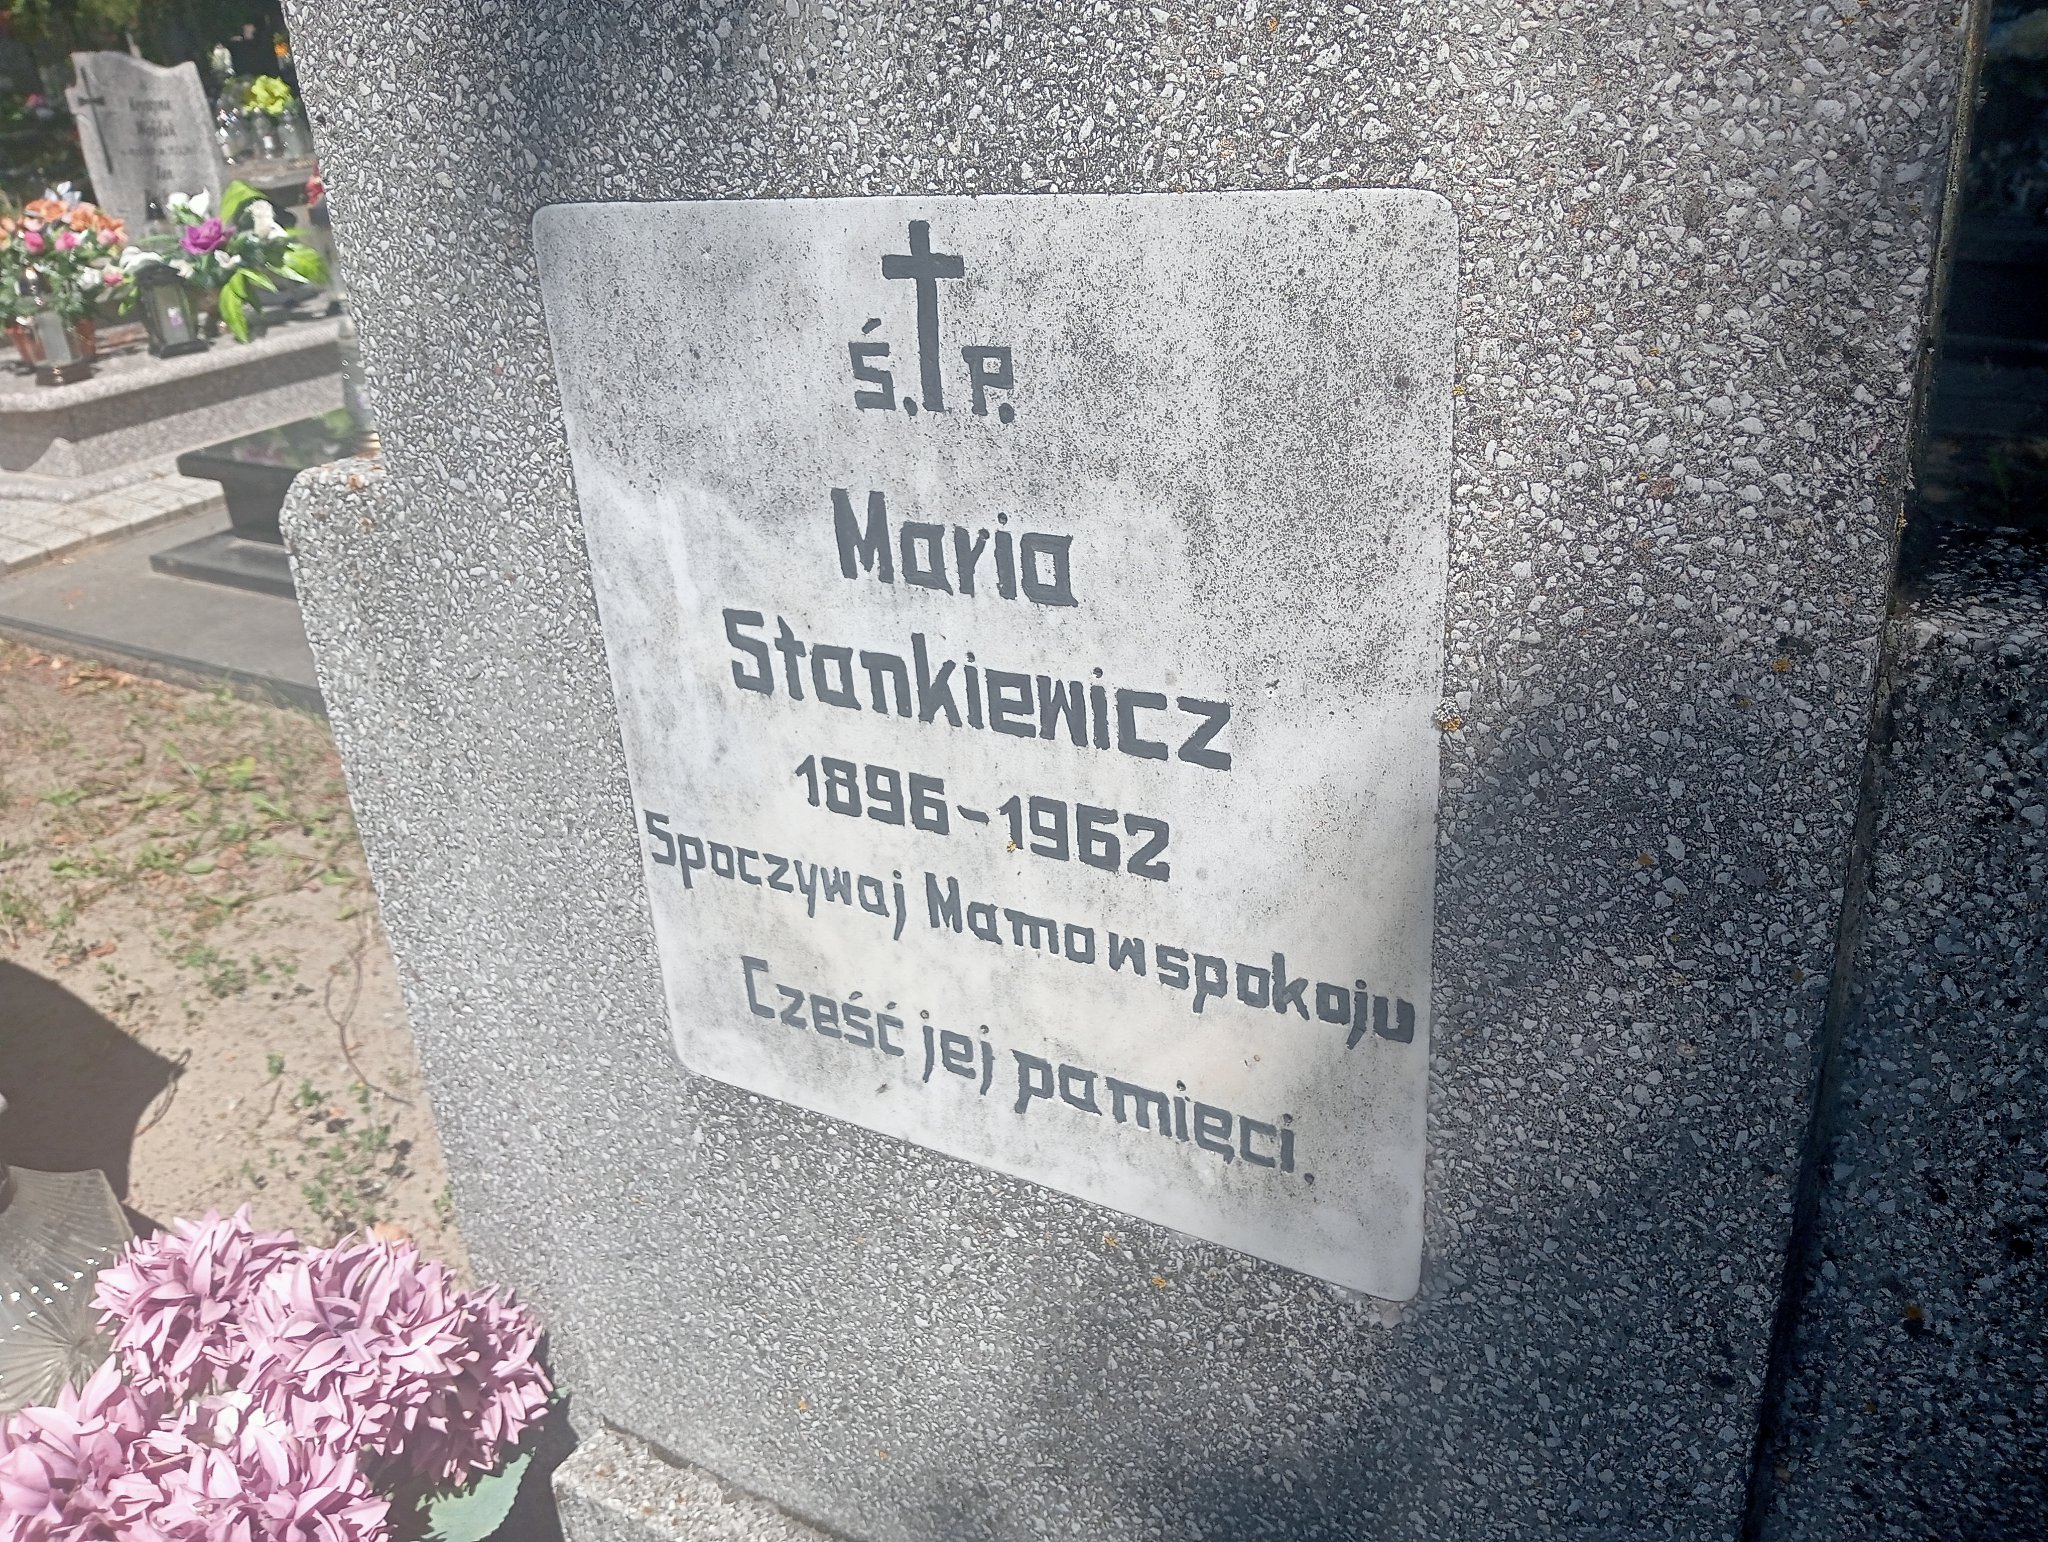 Ś. P.
Maria
Stankiewicz
1896-1962
Spoczywaj Mamo w spokoju
Cześć jej pamięci.